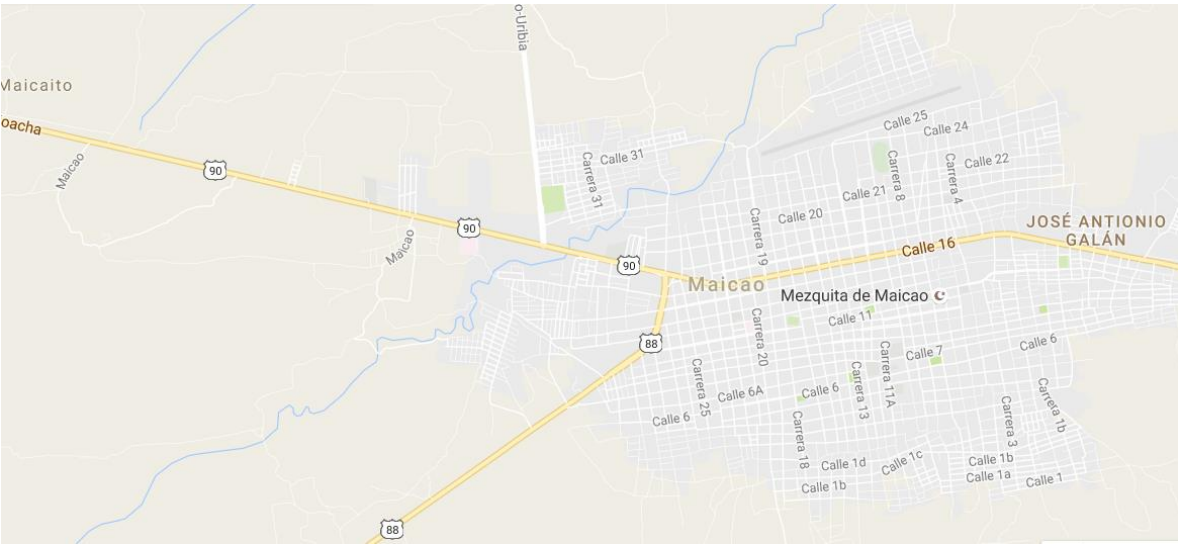 o-Uribia
Maicaito
oacha
Maicao
90
Maicao
90
90
Calle 31
Carrera 31
Calle 25
Calle 24
Calle 22
Carrera 8
Carrera 4
Calle 21
Calle 20
Carrera 19
JOSÉ ANTIONIO
GALÁN
Calle 16
Maicao
Mezquita de Maicao
Calle 11
Carrera 20
88
Calle 6
Calle 7
Carrera 11A
Carrera 25
Calle 6A
Calle 6
Carrera 13
Calle 6
Carrera 18
Carrera 3
Carrera 1b
Calle 1d
Calle 1c
Calle 1b
Calle 1b
Calle 1a
Calle 1
88